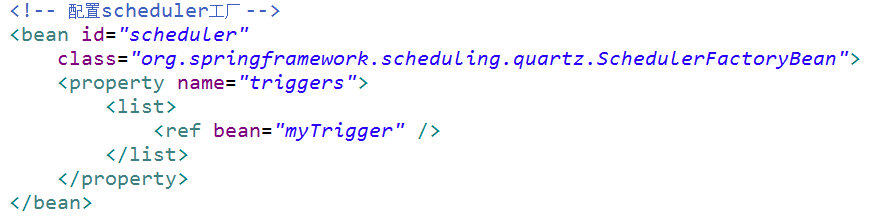 <!-- 配置scheduler工厂 -->
<bean id="scheduler"
    class="org.springframework.scheduling.quartz.SchedulerFactoryBean">
    <property name="triggers">
        <list>
            <ref bean="myTrigger" />
        </list>
    </property>
</bean>